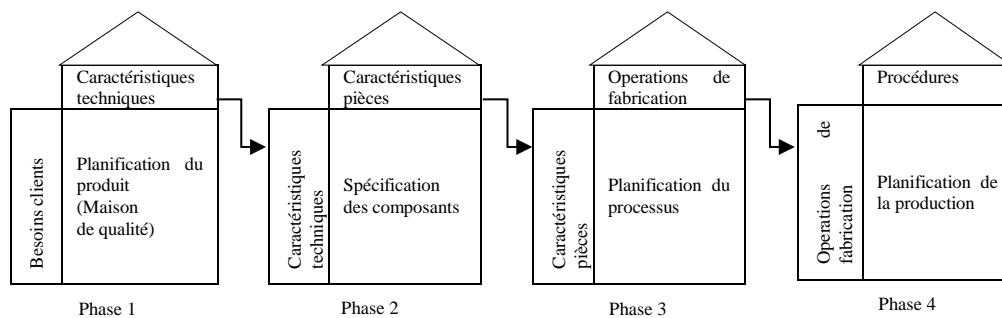 Caractéristiques
techniques
Besoins clients
Planification du
produit
(Maison
de qualité)
Phase 1
Caractéristiques
pièces
Caractéristiques
techniques
Spécification
des composants
Phase 2
Operations de
fabrication
Caractéristiques
pièces
Planification du
processus
Phase 3
Procédures
Operations de
fabrication
Planification de
la production
Phase 4